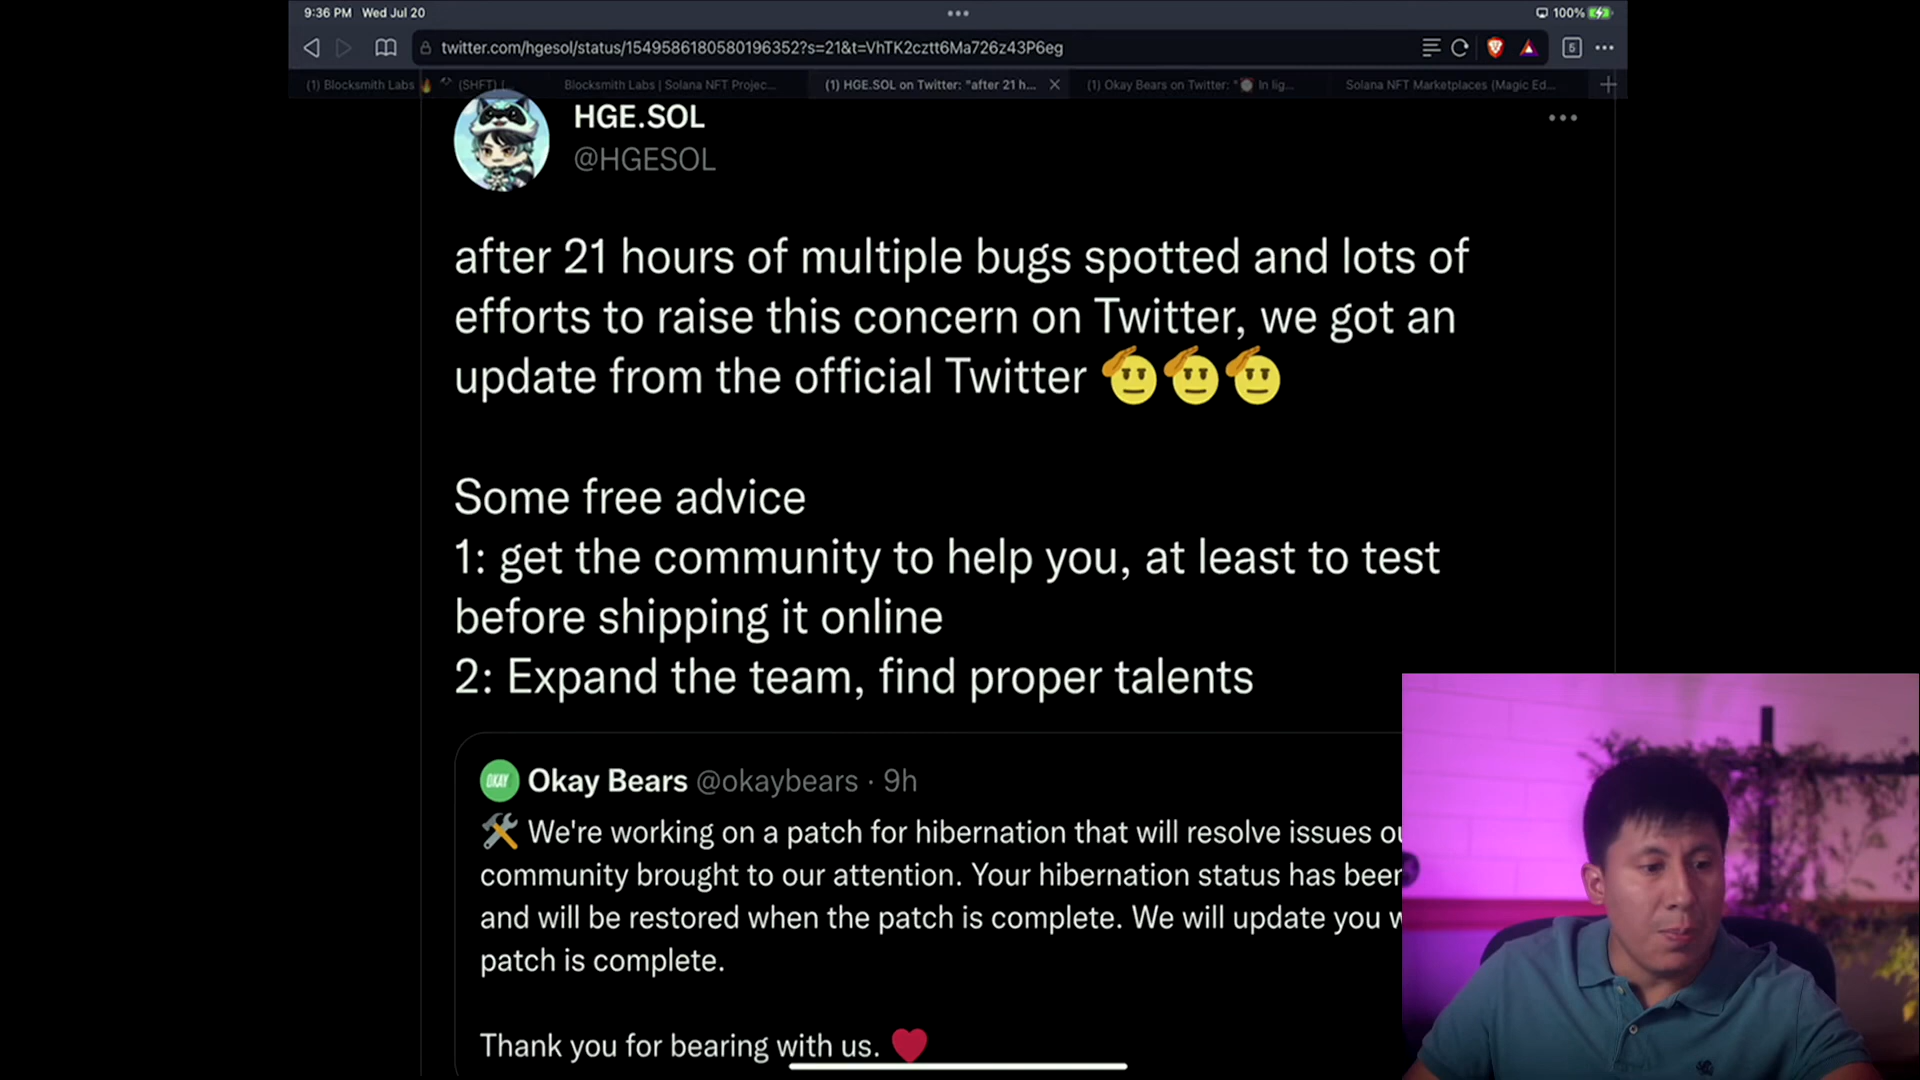 9:36 PM Wed Jul 20
100%
twitter.com/hgesol/status/1549586180580196352?s=21&t=VhTK2cztt6Ma726z43P6eg
5
(1) Blocksmith Labs 🔥 ⚒ (SHFT) (...
Blocksmith Labs | Solana NFT Projec...
(1) HGE.SOL on Twitter: "after 21 h...
(1) Okay Bears on Twitter: "⏰ In lig...
Solana NFT Marketplaces (Magic Ed...
HGE.SOL
@HGESOL
after 21 hours of multiple bugs spotted and lots of
efforts to raise this concern on Twitter, we got an
update from the official Twitter 🫡🫡🫡
Some free advice
1: get the community to help you, at least to test
before shipping it online
2: Expand the team, find proper talents
OKAY
Okay Bears @okaybears · 9h
🛠 We're working on a patch for hibernation that will resolve issues
community brought to our attention. Your hibernation status has been
and will be restored when the patch is complete. We will update you
patch is complete.
Thank you for bearing with us. ❤